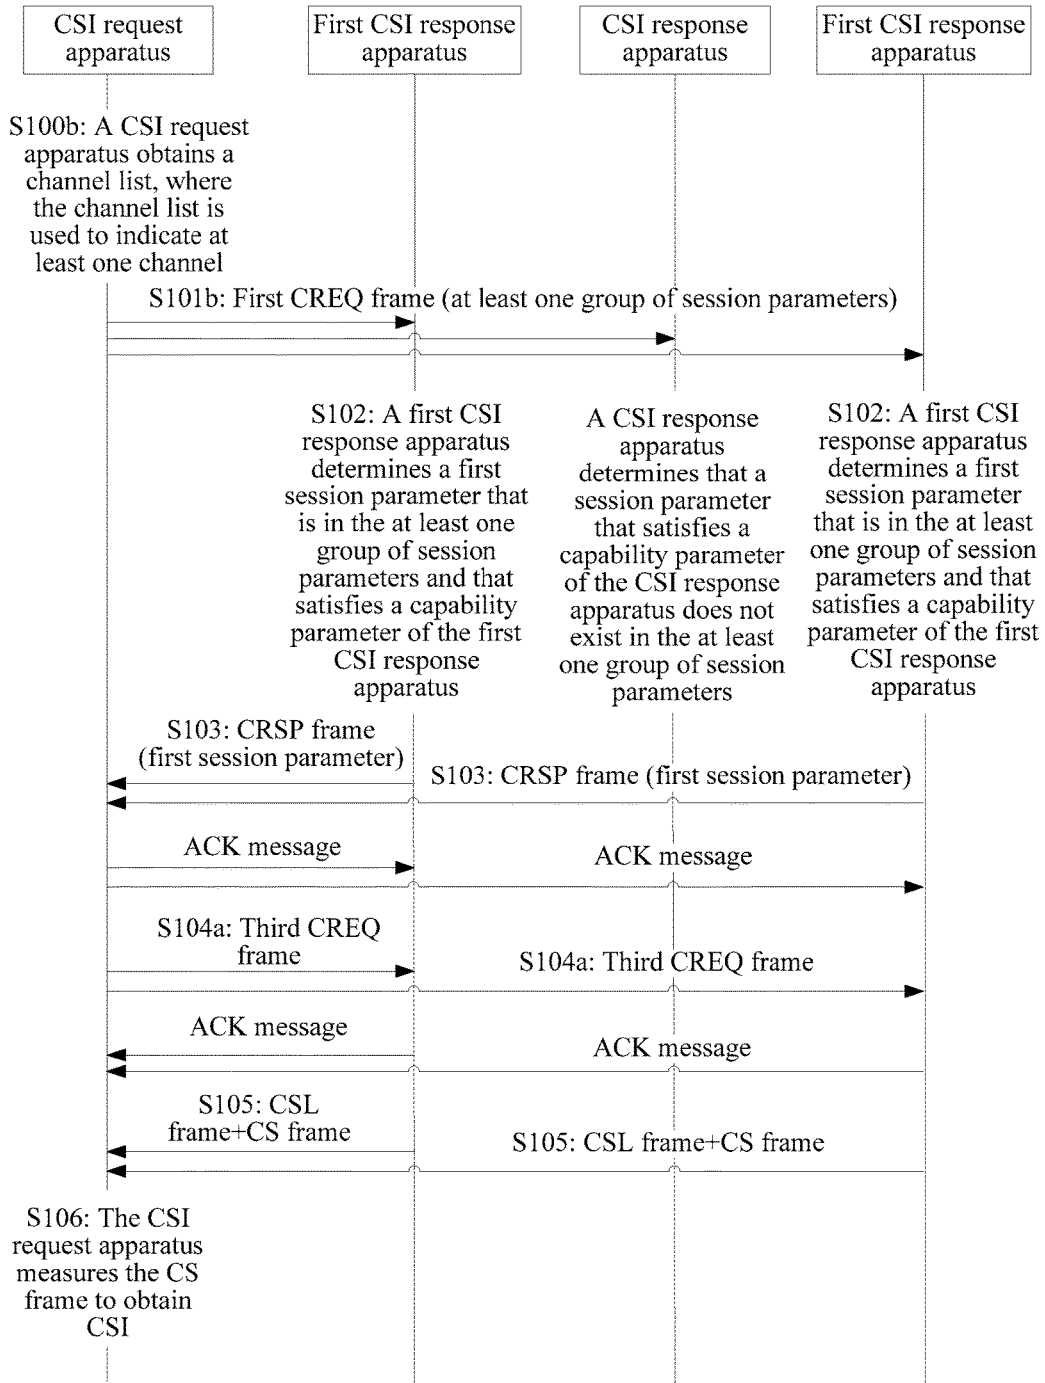 CSI request
apparatus
First CSI response
apparatus
CSI response
apparatus
First CSI response
apparatus
S100b: A CSI request
apparatus obtains a
channel list, where
the channel list is
used to indicate at
least one channel
S101b: First CREQ frame (at least one group of session parameters)
S102: A first CSI
response apparatus
determines a first
session parameter that
is in the at least one
group of session
parameters and that
satisfies a capability
parameter of the first
CSI response
apparatus
A CSI response
apparatus
determines that a
session parameter
that satisfies a
capability parameter
of the CSI response
apparatus does not
exist in the at least
one group of session
parameters
S102: A first CSI
response apparatus
determines a first
session parameter
that is in the at least
one group of session
parameters and that
satisfies a capability
parameter of the first
CSI response
apparatus
S103: CRSP frame
(first session parameter)
S103: CRSP frame (first session parameter)
ACK message
ACK message
S104a: Third CREQ
frame
S104a: Third CREQ frame
ACK message
ACK message
S105: CSL
frame+CS frame
S105: CSL frame+CS frame
S106: The CSI
request apparatus
measures the CS
frame to obtain
CSI